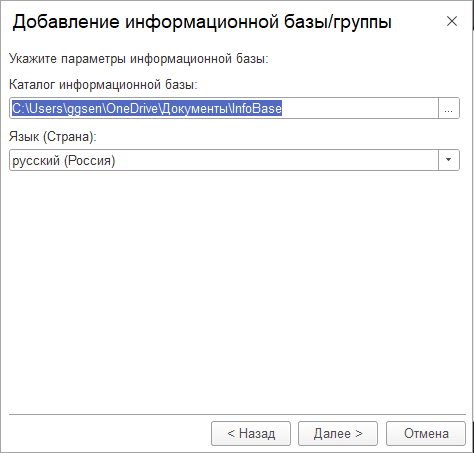 Добавление информационной базы/группы
Укажите параметры информационной базы:
Каталог информационной базы:
C:\Users\ggsen\OneDrive\Документы\InfoBase
...
Язык (Страна):
русский (Россия)
< Назад
Далее >
Отмена